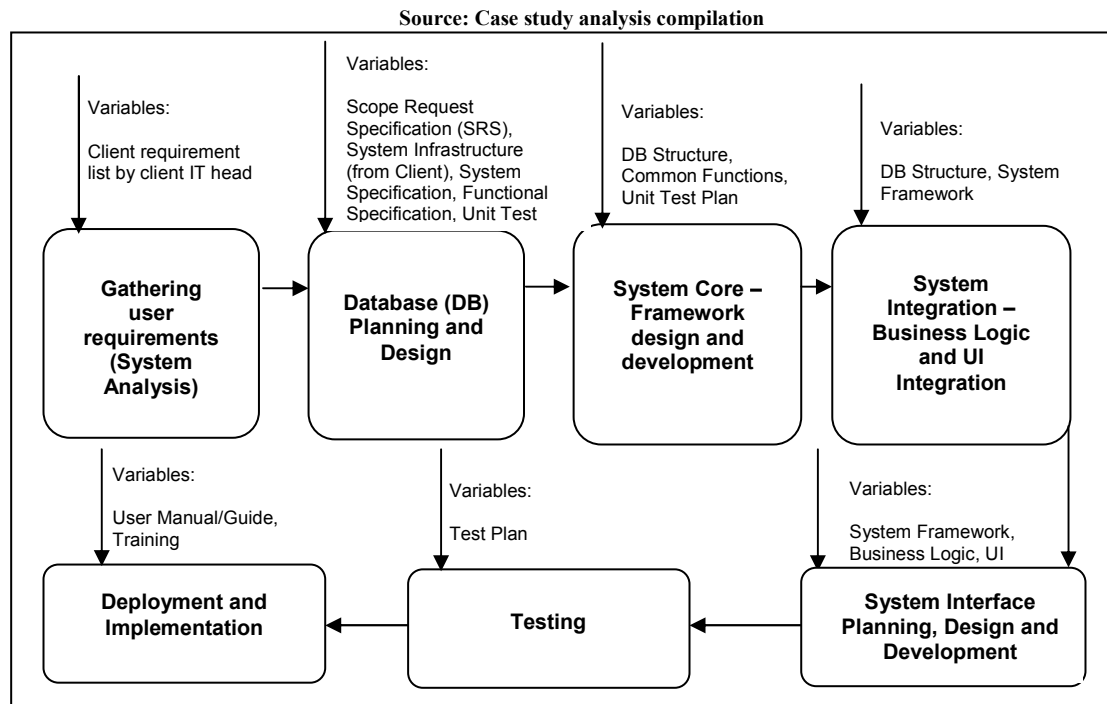 Source: Case study analysis compilation
Variables:
Client requirement
list by client IT head
Variables:
Scope Request
Specification (SRS),
System Infrastructure
(from Client), System
Specification, Functional
Specification, Unit Test
Variables:
DB Structure,
Common Functions,
Unit Test Plan
Variables:
DB Structure, System
Framework
Gathering
user
requirements
(System
Analysis)
Database (DB)
Planning and
Design
System Core –
Framework
design and
development
System
Integration –
Business Logic
and UI
Integration
Variables:
User Manual/Guide,
Training
Variables:
Test Plan
Variables:
System Framework,
Business Logic, UI
Deployment and
Implementation
Testing
System Interface
Planning, Design and
Development